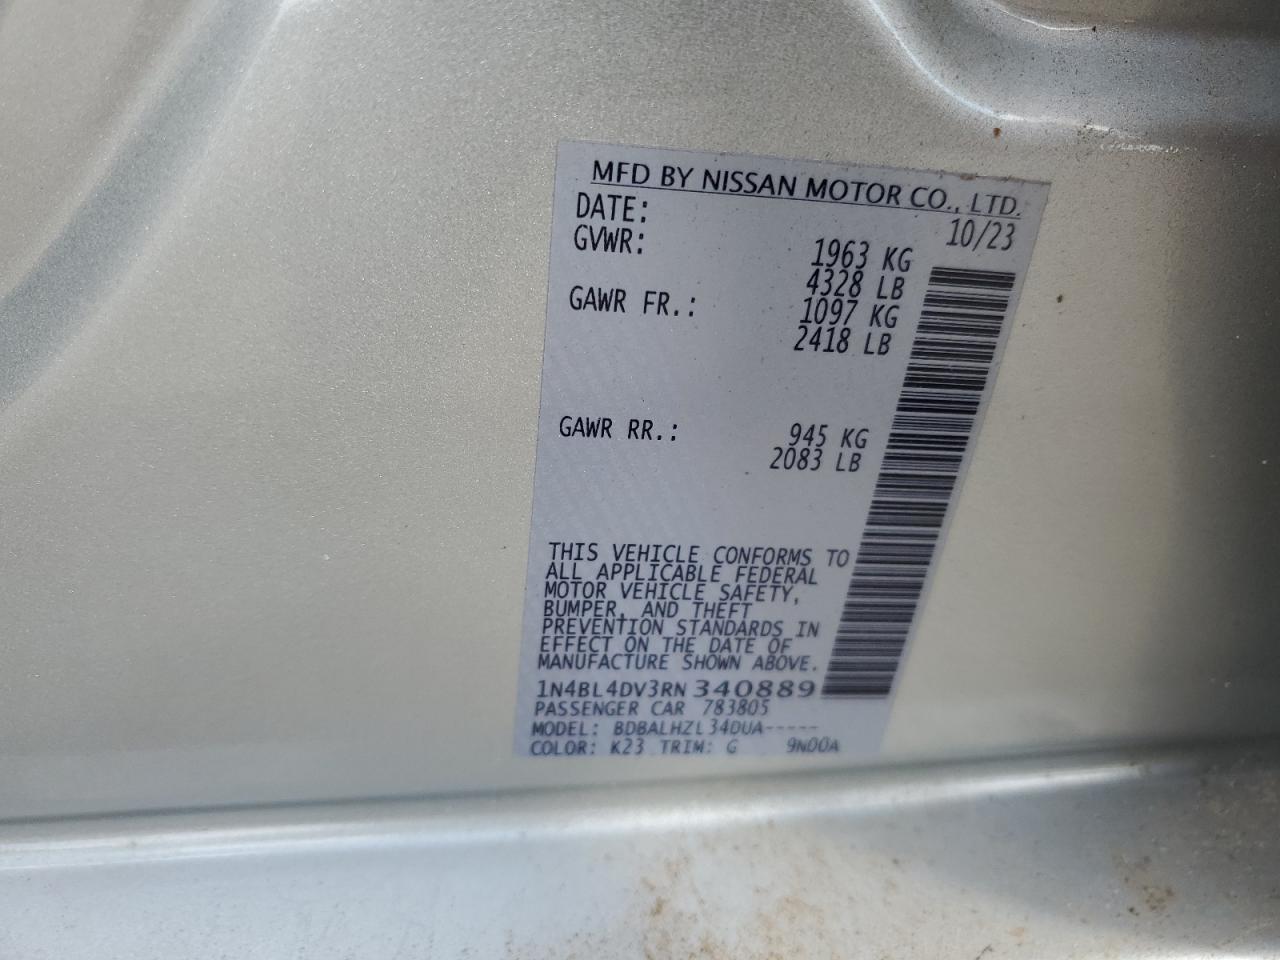 MFD BY NISSAN MOTOR CO., LTD.
DATE: 10/23
GVWR: 1963 KG
4328 LB
GAWR FR.: 1097 KG
2418 LB
GAWR RR.: 945 KG
2083 LB
THIS VEHICLE CONFORMS TO
ALL APPLICABLE FEDERAL
MOTOR VEHICLE SAFETY,
BUMPER, AND THEFT
PREVENTION STANDARDS IN
EFFECT ON THE DATE OF
MANUFACTURE SHOWN ABOVE.
1N4BL4DV3RN340889
PASSENGER CAR 783805
MODEL: BDBALHZL34DUA-----
COLOR: K23 TRIM: G 9N00A